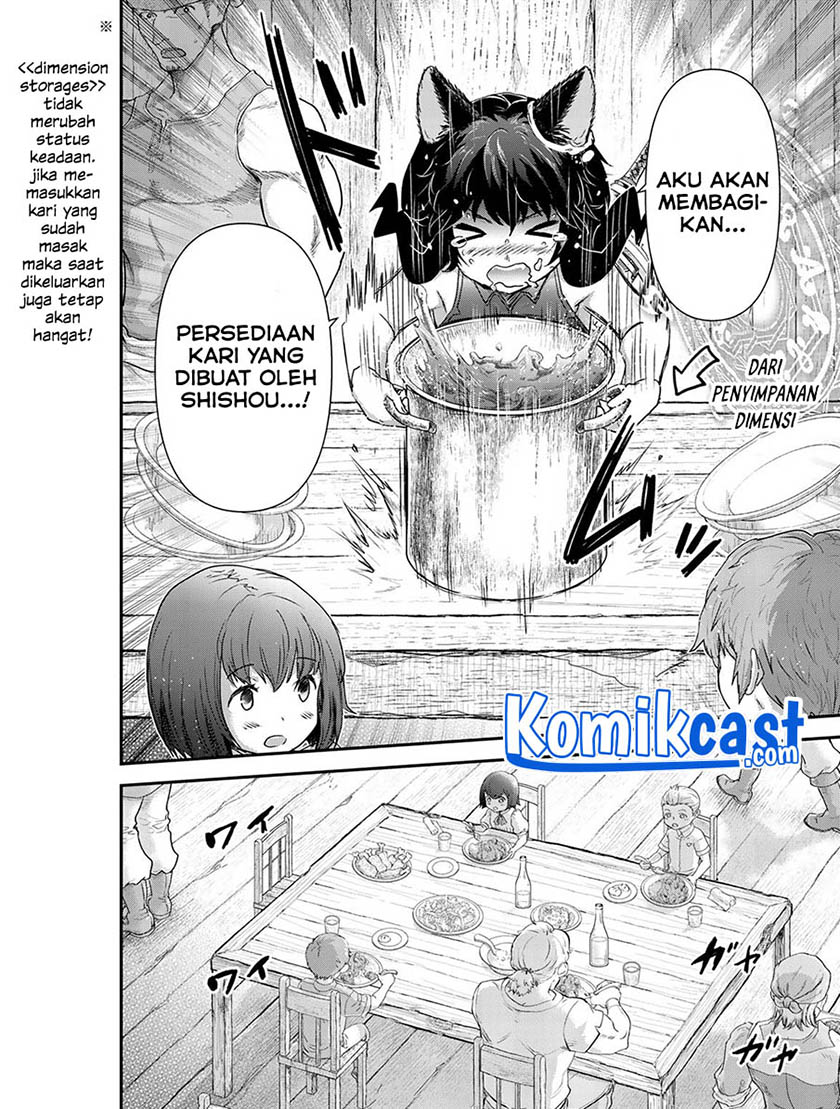 AKU AKAN
MEMBAGI-
KAN...
PERSEDIAAN
KARI YANG
DIBUAT OLEH
SHISHOU...!
DARI
PENYIMPANAN
DIMENSI
※
<<dimension
storages>>
tidak
merubah
status
keadaan.
jika me-
masukkan
kari yang
sudah
masak
maka saat
dikeluarkan
juga tetap
akan
hangat!
ドン
Komikcast
.com
ワイ
ワイ
ガヤ
ガヤ